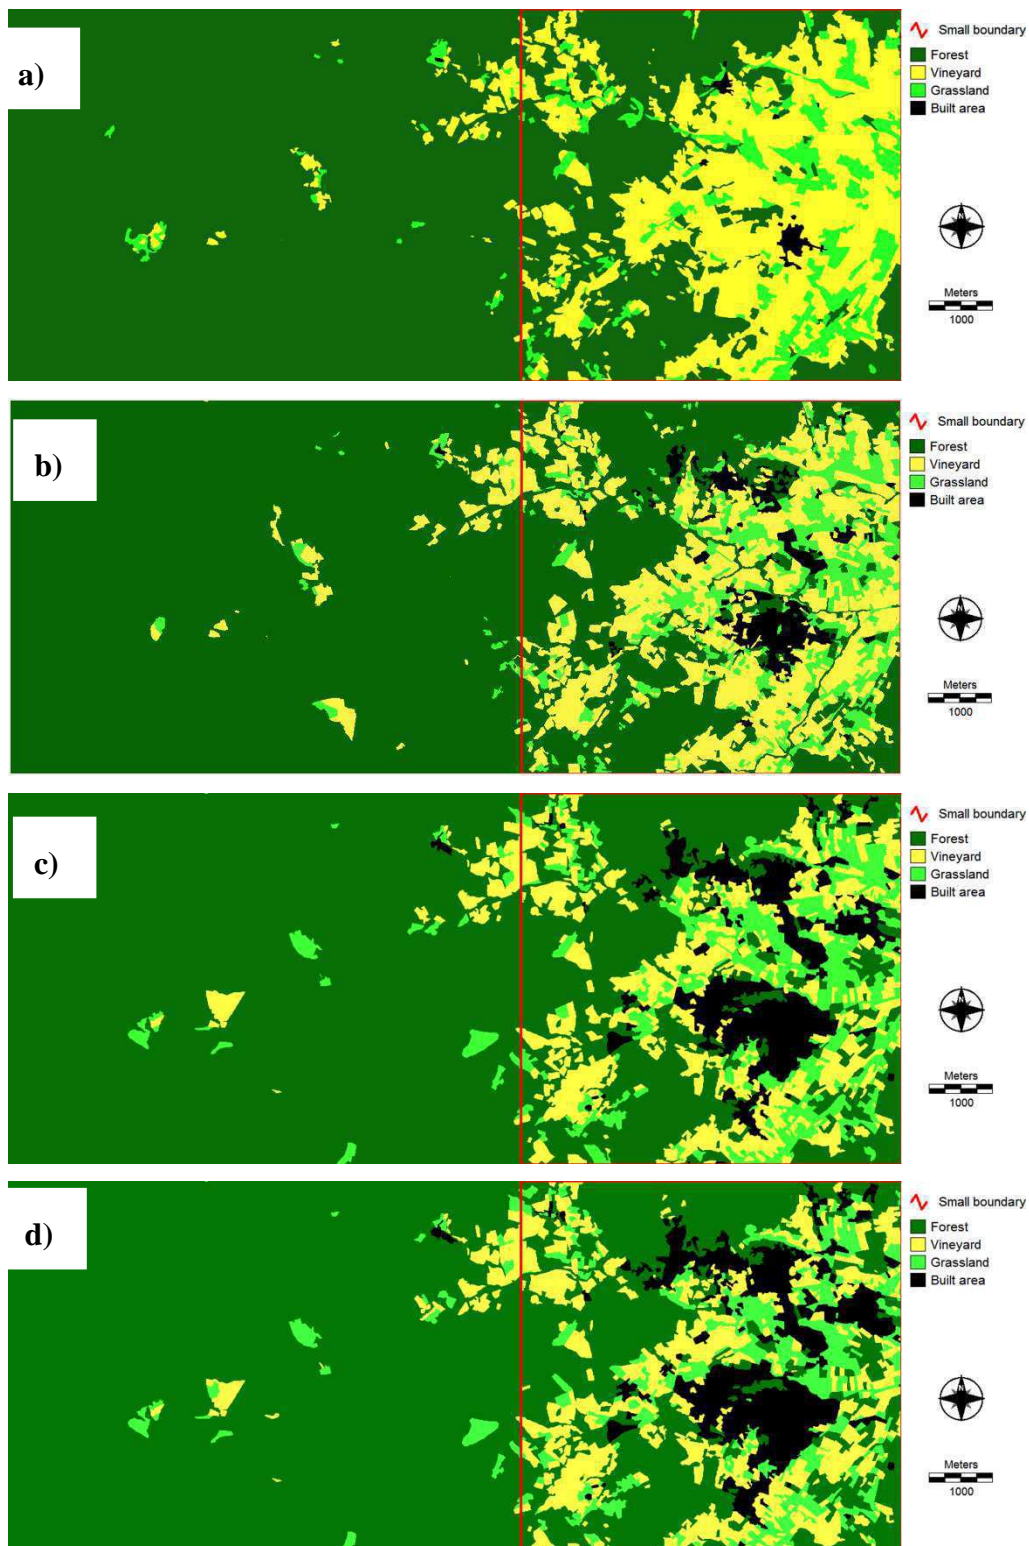 a)
Small boundary
Forest
Vineyard
Grassland
Built area
N
Meters
1000
b)
Small boundary
Forest
Vineyard
Grassland
Built area
N
Meters
1000
c)
Small boundary
Forest
Vineyard
Grassland
Built area
N
Meters
1000
d)
Small boundary
Forest
Vineyard
Grassland
Built area
N
Meters
1000